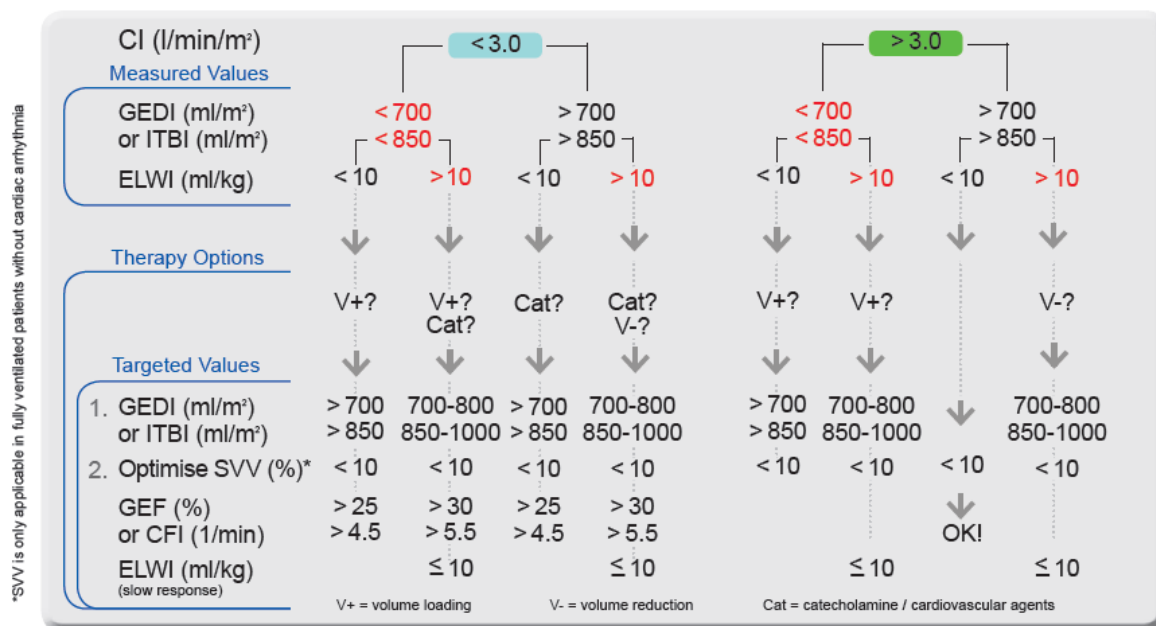 CI (l/min/m²) < 3.0 > 3.0
Measured Values
GEDI (ml/m²) < 700 > 700 < 700 > 700
or ITBI (ml/m²) < 850 > 850 < 850 > 850
ELWI (ml/kg) < 10 > 10 < 10 > 10 < 10 > 10 < 10 > 10
Therapy Options
V+? V+? Cat? Cat? V+? V+? V-?
Cat? V-?
Targeted Values
1. GEDI (ml/m²) > 700 700-800 > 700 700-800 > 700 700-800 700-800
or ITBI (ml/m²) > 850 850-1000 > 850 850-1000 > 850 850-1000 850-1000
2. Optimise SVV (%)* < 10 < 10 < 10 < 10 < 10 < 10 < 10 < 10
GEF (%) > 25 > 30 > 25 > 30
or CFI (1/min) > 4.5 > 5.5 > 4.5 > 5.5 OK!
ELWI (ml/kg) ≤ 10 ≤ 10 ≤ 10 ≤ 10
(slow response)
V+ = volume loading V- = volume reduction Cat = catecholamine / cardiovascular agents
*SVV is only applicable in fully ventilated patients without cardiac arrhythmia